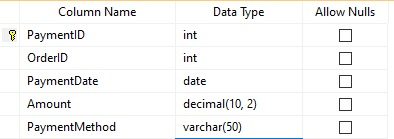 Column Name Data Type Allow Nulls
PaymentID int
OrderID int
PaymentDate date
Amount decimal(10, 2)
PaymentMethod varchar(50)